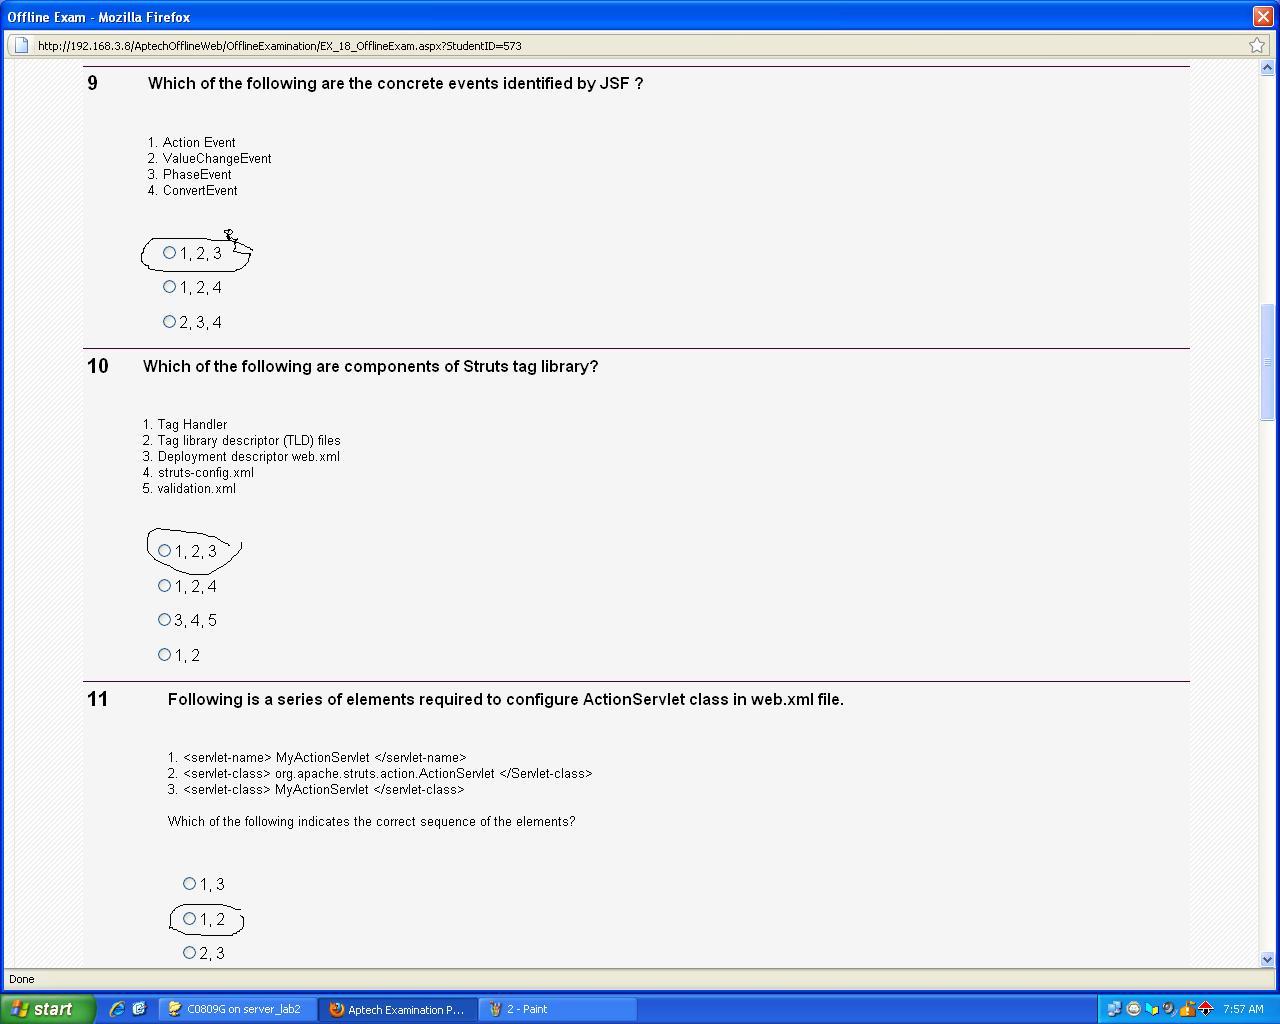 Offline Exam - Mozilla Firefox
http://192.168.3.8/AptechOfflineWeb/OfflineExamination/EX_18_OfflineExam.aspx?StudentID=573
9 Which of the following are the concrete events identified by JSF ?
1. Action Event
2. ValueChangeEvent
3. PhaseEvent
4. ConvertEvent
1, 2, 3
1, 2, 4
2, 3, 4
10 Which of the following are components of Struts tag library?
1. Tag Handler
2. Tag library descriptor (TLD) files
3. Deployment descriptor web.xml
4. struts-config.xml
5. validation.xml
1, 2, 3
1, 2, 4
3, 4, 5
1, 2
11 Following is a series of elements required to configure ActionServlet class in web.xml file.
1. <servlet-name> MyActionServlet </servlet-name>
2. <servlet-class> org.apache.struts.action.ActionServlet </Servlet-class>
3. <servlet-class> MyActionServlet </servlet-class>
Which of the following indicates the correct sequence of the elements?
1, 3
1, 2
2, 3
Done
start C0809G on server_lab2 Aptech Examination P... 2 - Paint 7:57 AM